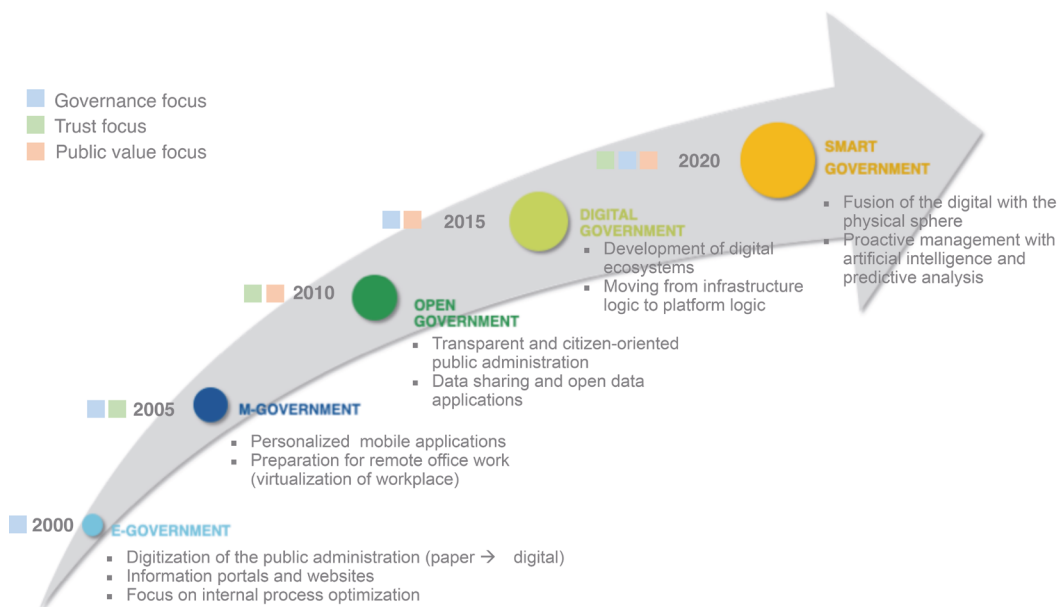 Governance focus
Trust focus
Public value focus
2020
SMART
GOVERNMENT
▪ Fusion of the digital with the
physical sphere
▪ Proactive management with
artificial intelligence and
predictive analysis
2015
DIGITAL
GOVERNMENT
▪ Development of digital
ecosystems
▪ Moving from infrastructure
logic to platform logic
2010
OPEN
GOVERNMENT
▪ Transparent and citizen-oriented
public administration
▪ Data sharing and open data
applications
2005
M-GOVERNMENT
▪ Personalized mobile applications
▪ Preparation for remote office work
(virtualization of workplace)
2000
E-GOVERNMENT
▪ Digitization of the public administration (paper → digital)
▪ Information portals and websites
▪ Focus on internal process optimization